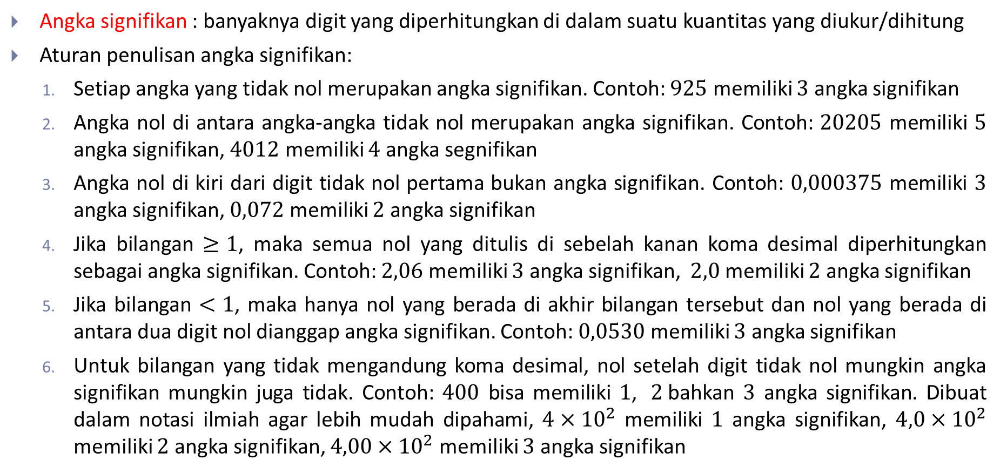 Angka signifikan : banyaknya digit yang diperhitungkan di dalam suatu kuantitas yang diukur/dihitung
Aturan penulisan angka signifikan:
1. Setiap angka yang tidak nol merupakan angka signifikan. Contoh: 925 memiliki 3 angka signifikan
2. Angka nol di antara angka-angka tidak nol merupakan angka signifikan. Contoh: 20205 memiliki 5
angka signifikan, 4012 memiliki 4 angka segnifikan
3. Angka nol di kiri dari digit tidak nol pertama bukan angka signifikan. Contoh: 0,000375 memiliki 3
angka signifikan, 0,072 memiliki 2 angka signifikan
4. Jika bilangan ≥ 1, maka semua nol yang ditulis di sebelah kanan koma desimal diperhitungkan
sebagai angka signifikan. Contoh: 2,06 memiliki 3 angka signifikan, 2,0 memiliki 2 angka signifikan
5. Jika bilangan < 1, maka hanya nol yang berada di akhir bilangan tersebut dan nol yang berada di
antara dua digit nol dianggap angka signifikan. Contoh: 0,0530 memiliki 3 angka signifikan
6. Untuk bilangan yang tidak mengandung koma desimal, nol setelah digit tidak nol mungkin angka
signifikan mungkin juga tidak. Contoh: 400 bisa memiliki 1, 2 bahkan 3 angka signifikan. Dibuat
dalam notasi ilmiah agar lebih mudah dipahami, 4 × 10² memiliki 1 angka signifikan, 4,0 × 10²
memiliki 2 angka signifikan, 4,00 × 10² memiliki 3 angka signifikan